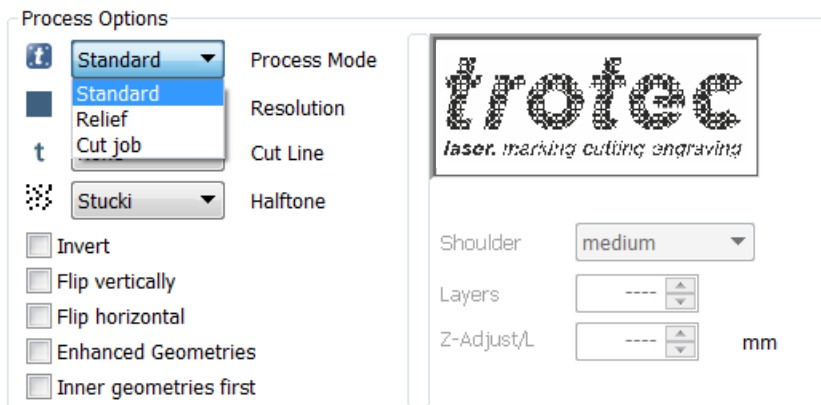 Process Options
Standard
Process Mode
Standard
Relief
Cut job
Resolution
Cut Line
Stucki
Halftone
Invert
Flip vertically
Flip horizontal
Enhanced Geometries
Inner geometries first
trotec
laser. marking cutting engraving
Shoulder
medium
Layers
----
Z-Adjust/L
----
mm